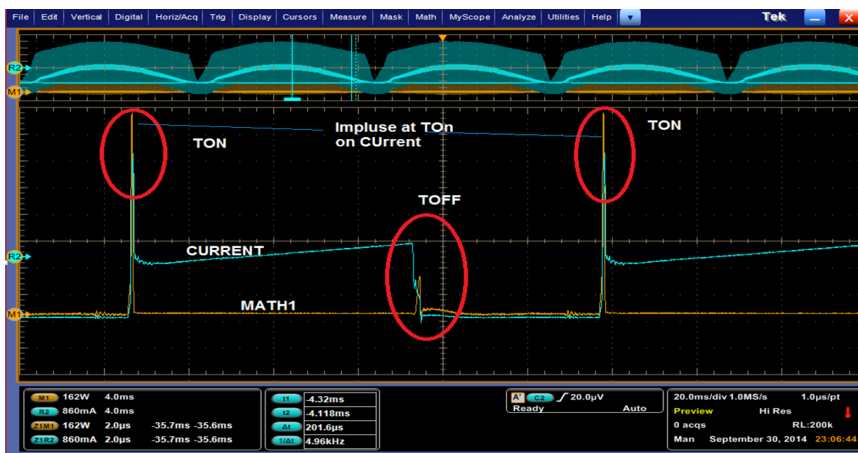 File Edit Vertical Digital Horiz/Acq Trig Display Cursors Measure Mask Math MyScope Analyze Utilities Help Tek X
R2
M1
TON
Impluse at TOn
on CUrrent
TON
TOFF
R2
CURRENT
MATH1
M1
M1 162W 4.0ms
R2 860mA 4.0ms
Z1M1 162W 2.0µs -35.7ms -35.6ms
Z1R2 860mA 2.0µs -35.7ms -35.6ms
t1 -4.32ms
t2 -4.118ms
Δt 201.6µs
1/Δt 4.96kHz
A' C2 20.0µV
Ready Auto
20.0ms/div 1.0MS/s 1.0µs/pt
Preview Hi Res
0 acqs RL:200k
Man September 30, 2014 23:06:44